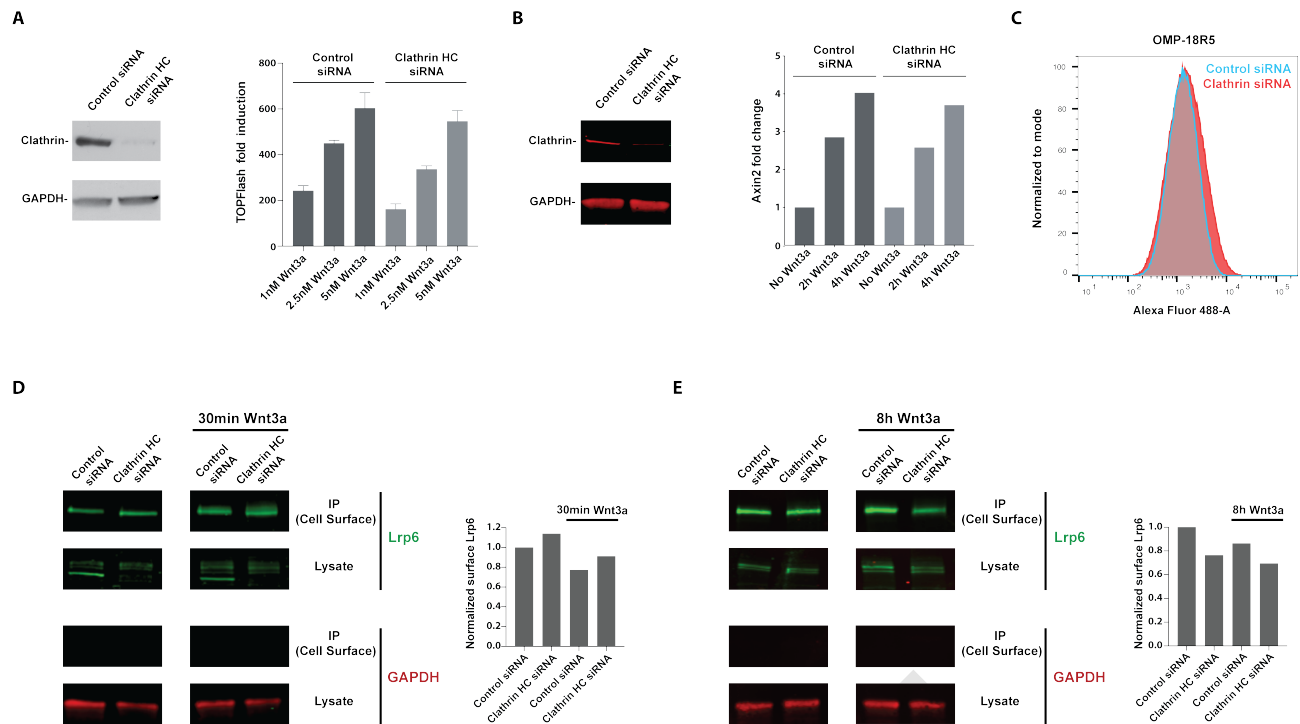 A
Control siRNA
Clathrin HC
siRNA
Clathrin-
GAPDH-
Control
siRNA
Clathrin HC
siRNA
TOPFlash fold induction
800
600
400
200
0
1nM Wnt3a
2.5nM Wnt3a
5nM Wnt3a
1nM Wnt3a
2.5nM Wnt3a
5nM Wnt3a
B
Control siRNA
Clathrin HC
siRNA
Clathrin-
GAPDH-
Control
siRNA
Clathrin HC
siRNA
Axin2 fold change
5
4
3
2
1
0
No Wnt3a
2h Wnt3a
4h Wnt3a
No Wnt3a
2h Wnt3a
4h Wnt3a
C
OMP-18R5
Control siRNA
Clathrin siRNA
Normalized to mode
100
80
60
40
20
0
10 1
10 2
10 3
10 4
10 5
Alexa Fluor 488-A
D
30min Wnt3a
Control
siRNA
Clathrin HC
siRNA
Control
siRNA
Clathrin HC
siRNA
IP
(Cell Surface)
Lrp6
Lysate
IP
(Cell Surface)
GAPDH
Lysate
30min Wnt3a
Normalized surface Lrp6
1.2
1.0
0.8
0.6
0.4
0.2
0.0
Control siRNA
Clathrin HC siRNA
Control siRNA
Clathrin HC siRNA
E
8h Wnt3a
Control
siRNA
Clathrin HC
siRNA
Control
siRNA
Clathrin HC
siRNA
IP
(Cell Surface)
Lrp6
Lysate
IP
(Cell Surface)
GAPDH
Lysate
8h Wnt3a
Normalized surface Lrp6
1.0
0.8
0.6
0.4
0.2
0.0
Control siRNA
Clathrin HC siRNA
Control siRNA
Clathrin HC siRNA